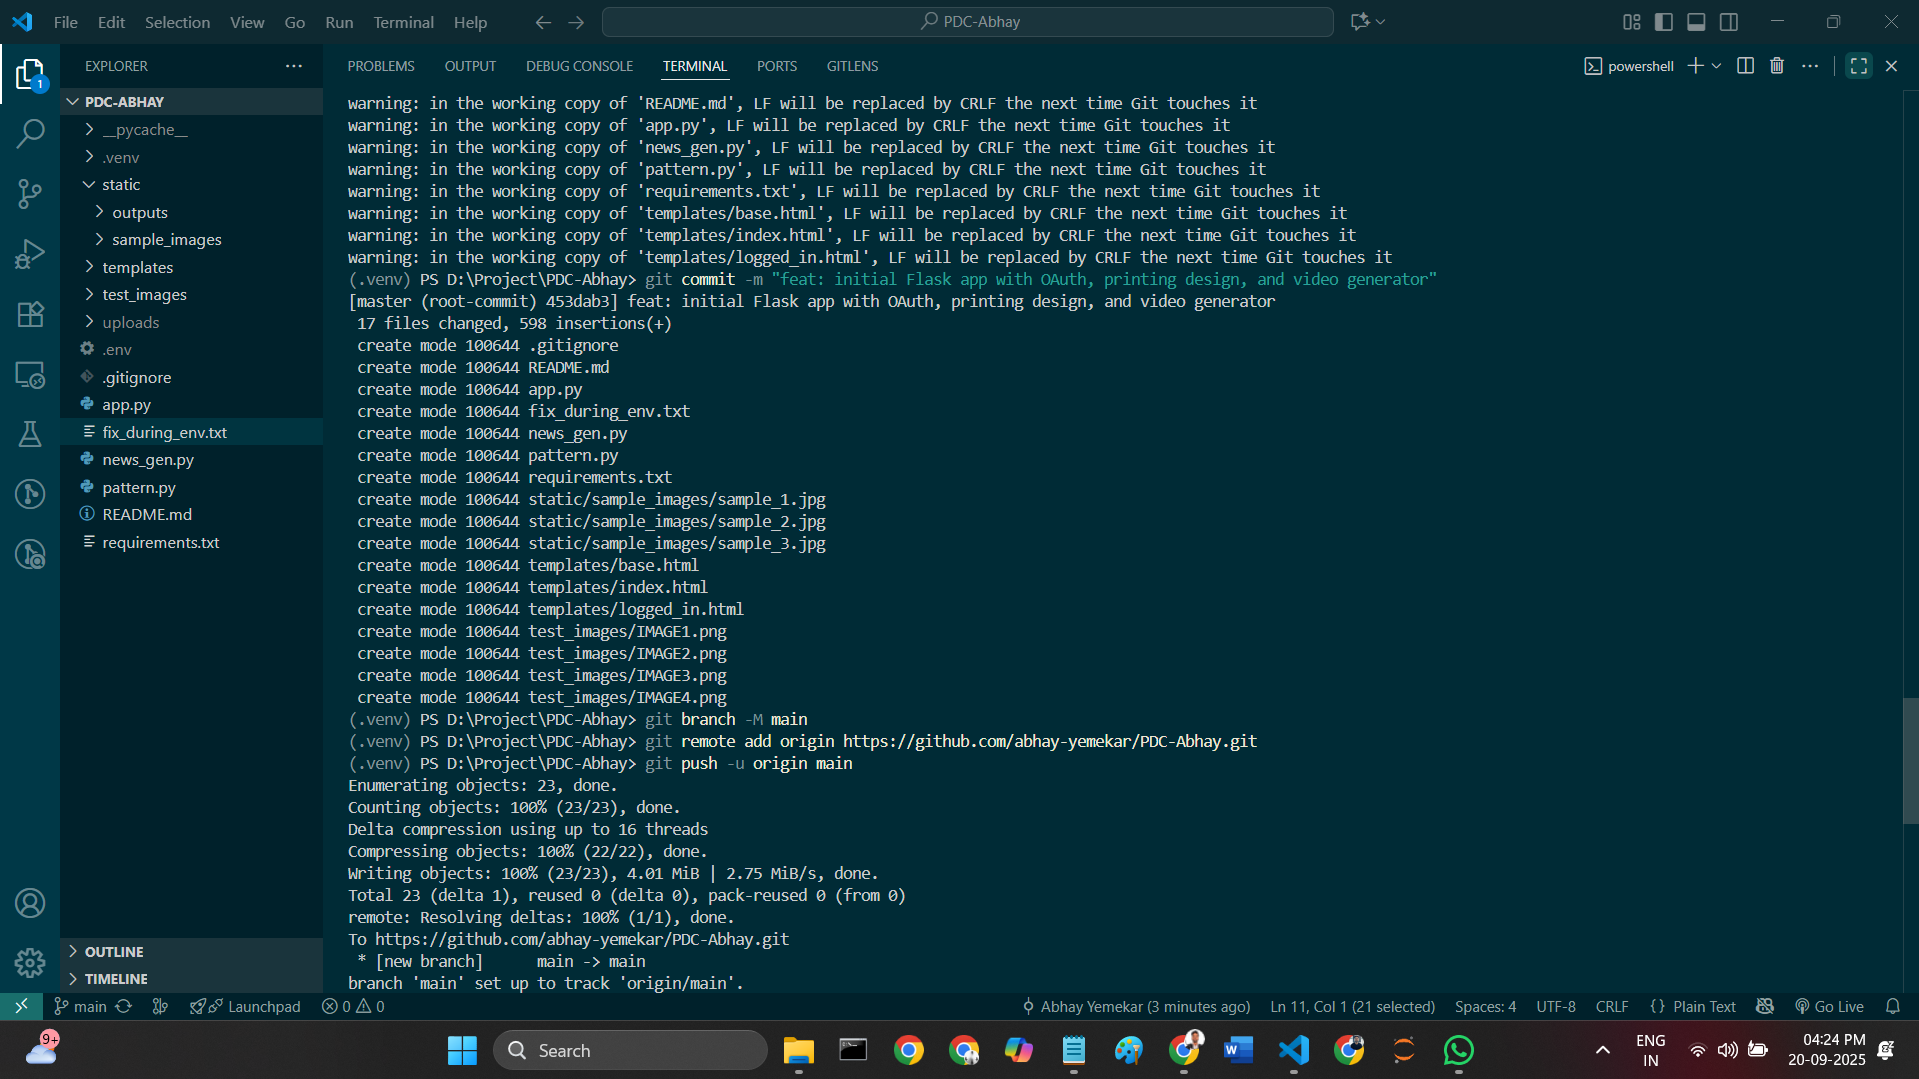 File Edit Selection View Go Run Terminal Help
PDC-Abhay
EXPLORER
PROBLEMS OUTPUT DEBUG CONSOLE TERMINAL PORTS GITLENS
powershell
1
PDC-ABHAY
__pycache__
.venv
static
outputs
sample_images
templates
test_images
uploads
.env
.gitignore
app.py
fix_during_env.txt
news_gen.py
pattern.py
README.md
requirements.txt
OUTLINE
TIMELINE
warning: in the working copy of 'README.md', LF will be replaced by CRLF the next time Git touches it
warning: in the working copy of 'app.py', LF will be replaced by CRLF the next time Git touches it
warning: in the working copy of 'news_gen.py', LF will be replaced by CRLF the next time Git touches it
warning: in the working copy of 'pattern.py', LF will be replaced by CRLF the next time Git touches it
warning: in the working copy of 'requirements.txt', LF will be replaced by CRLF the next time Git touches it
warning: in the working copy of 'templates/base.html', LF will be replaced by CRLF the next time Git touches it
warning: in the working copy of 'templates/index.html', LF will be replaced by CRLF the next time Git touches it
warning: in the working copy of 'templates/logged_in.html', LF will be replaced by CRLF the next time Git touches it
(.venv) PS D:\Project\PDC-Abhay> git commit -m "feat: initial Flask app with OAuth, printing design, and video generator"
[master (root-commit) 453dab3] feat: initial Flask app with OAuth, printing design, and video generator
17 files changed, 598 insertions(+)
create mode 100644 .gitignore
create mode 100644 README.md
create mode 100644 app.py
create mode 100644 fix_during_env.txt
create mode 100644 news_gen.py
create mode 100644 pattern.py
create mode 100644 requirements.txt
create mode 100644 static/sample_images/sample_1.jpg
create mode 100644 static/sample_images/sample_2.jpg
create mode 100644 static/sample_images/sample_3.jpg
create mode 100644 templates/base.html
create mode 100644 templates/index.html
create mode 100644 templates/logged_in.html
create mode 100644 test_images/IMAGE1.png
create mode 100644 test_images/IMAGE2.png
create mode 100644 test_images/IMAGE3.png
create mode 100644 test_images/IMAGE4.png
(.venv) PS D:\Project\PDC-Abhay> git branch -M main
(.venv) PS D:\Project\PDC-Abhay> git remote add origin https://github.com/abhay-yemekar/PDC-Abhay.git
(.venv) PS D:\Project\PDC-Abhay> git push -u origin main
Enumerating objects: 23, done.
Counting objects: 100% (23/23), done.
Delta compression using up to 16 threads
Compressing objects: 100% (22/22), done.
Writing objects: 100% (23/23), 4.01 MiB | 2.75 MiB/s, done.
Total 23 (delta 1), reused 0 (delta 0), pack-reused 0 (from 0)
remote: Resolving deltas: 100% (1/1), done.
To https://github.com/abhay-yemekar/PDC-Abhay.git
* [new branch] main -> main
branch 'main' set up to track 'origin/main'.
main Launchpad 0 0 Abhay Yemekar (3 minutes ago) Ln 11, Col 1 (21 selected) Spaces: 4 UTF-8 CRLF {} Plain Text Go Live
9+
Search
ENG
IN
04:24 PM
20-09-2025